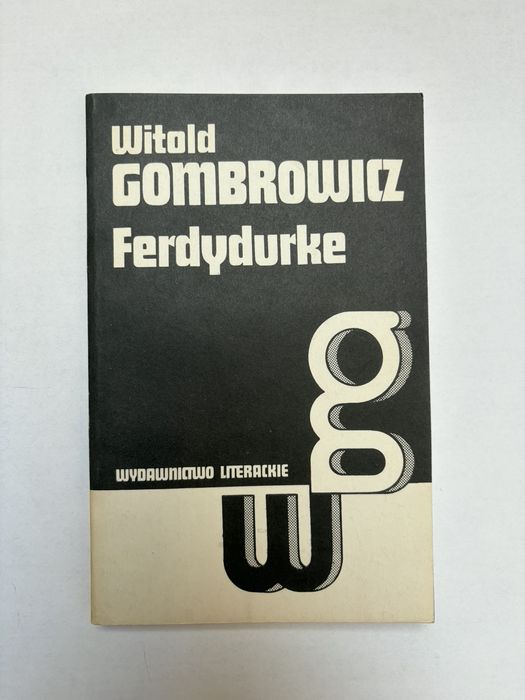 Witold
GOMBROWICZ
Ferdydurke
WYDAWNICTWO LITERACKIE
g
w